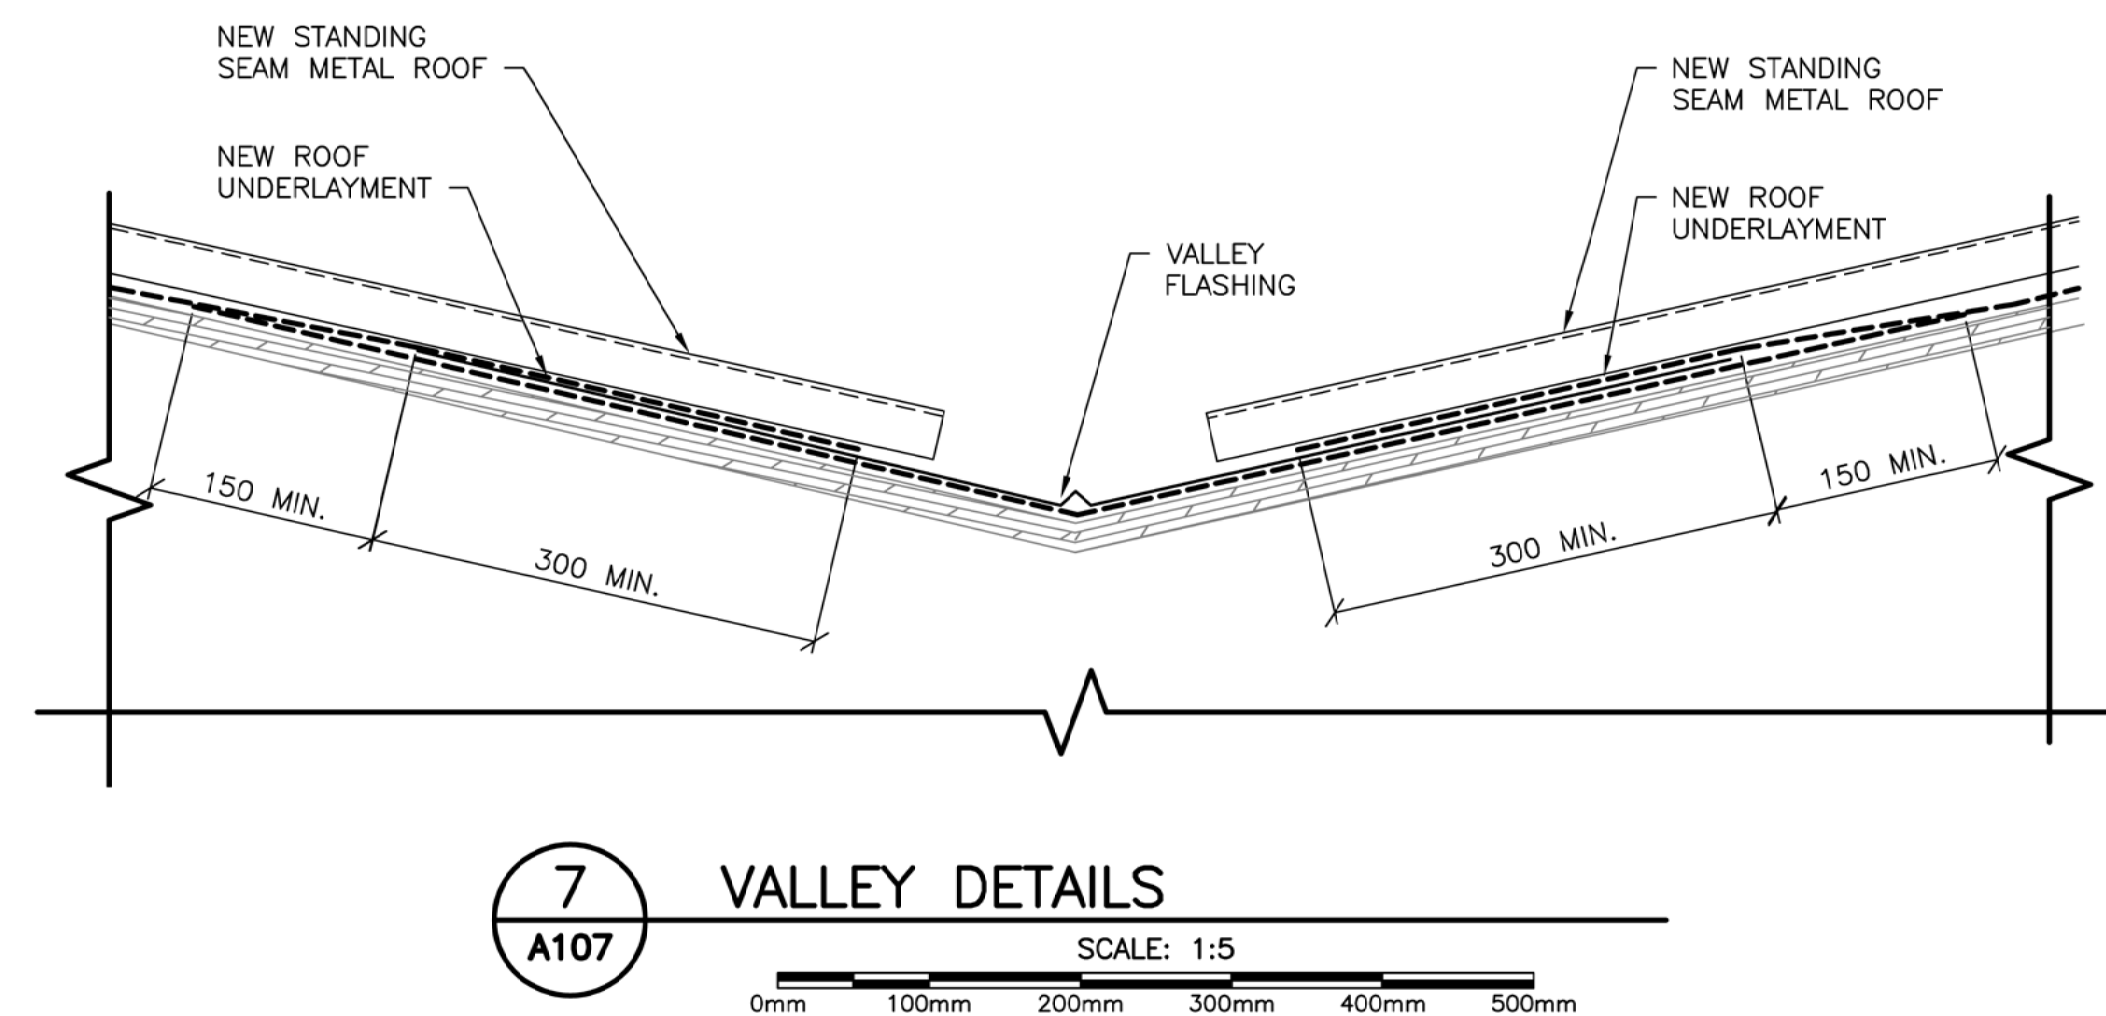 NEW STANDING
SEAM METAL ROOF
NEW ROOF
UNDERLAYMENT
VALLEY
FLASHING
NEW STANDING
SEAM METAL ROOF
NEW ROOF
UNDERLAYMENT
150 MIN.
300 MIN.
300 MIN.
150 MIN.
7
A107
VALLEY DETAILS
SCALE: 1:5
0mm 100mm 200mm 300mm 400mm 500mm